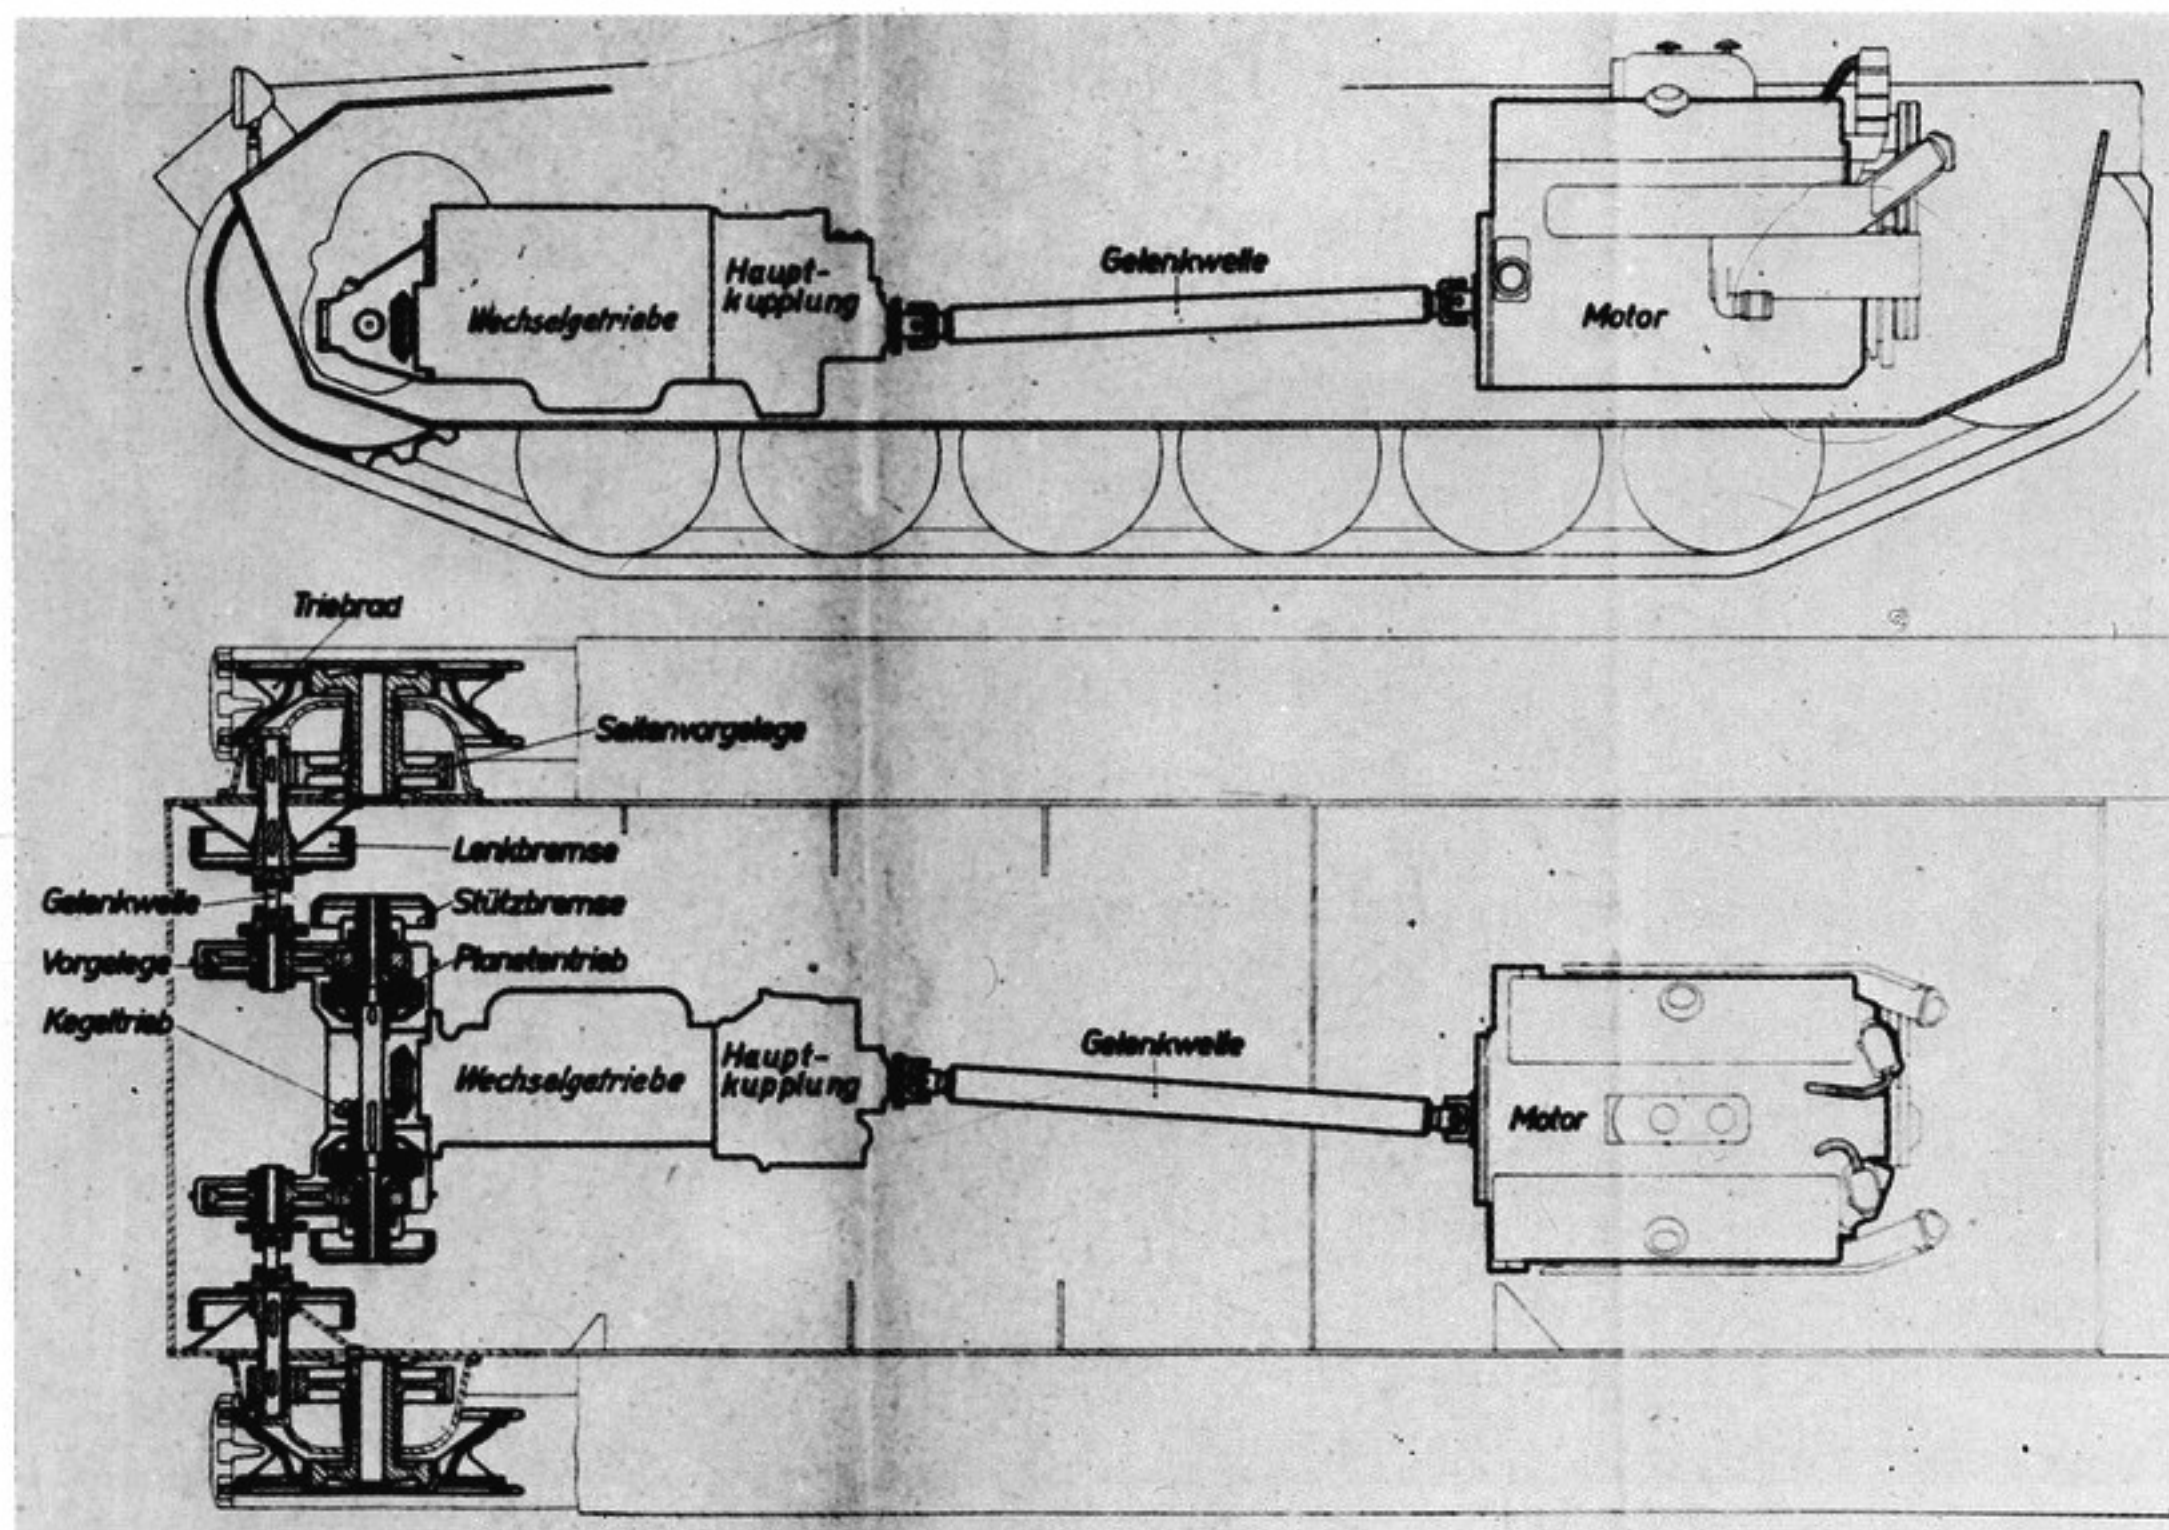 Gelenkwelle
Haupt-
kupplung
Wechselgetriebe
Motor
Triebrad
Seitenvorgelege
Lenkbremse
Gelenkwelle
Stützbremse
Vorgelege
Planetentrieb
Kegeltrieb
Gelenkwelle
Haupt-
kupplung
Wechselgetriebe
Motor